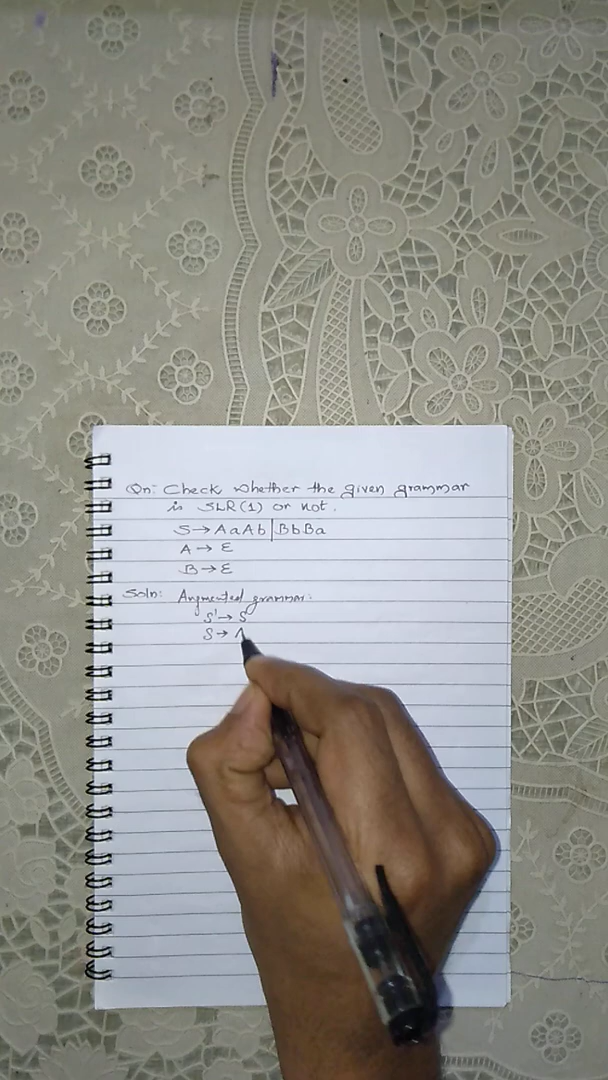 Qn:- Check whether the given grammar
is SLR(1) or not.
S→AaAb|BbBa
A→ε
B→ε
Soln: Augmented grammar:
S'→S
S→A